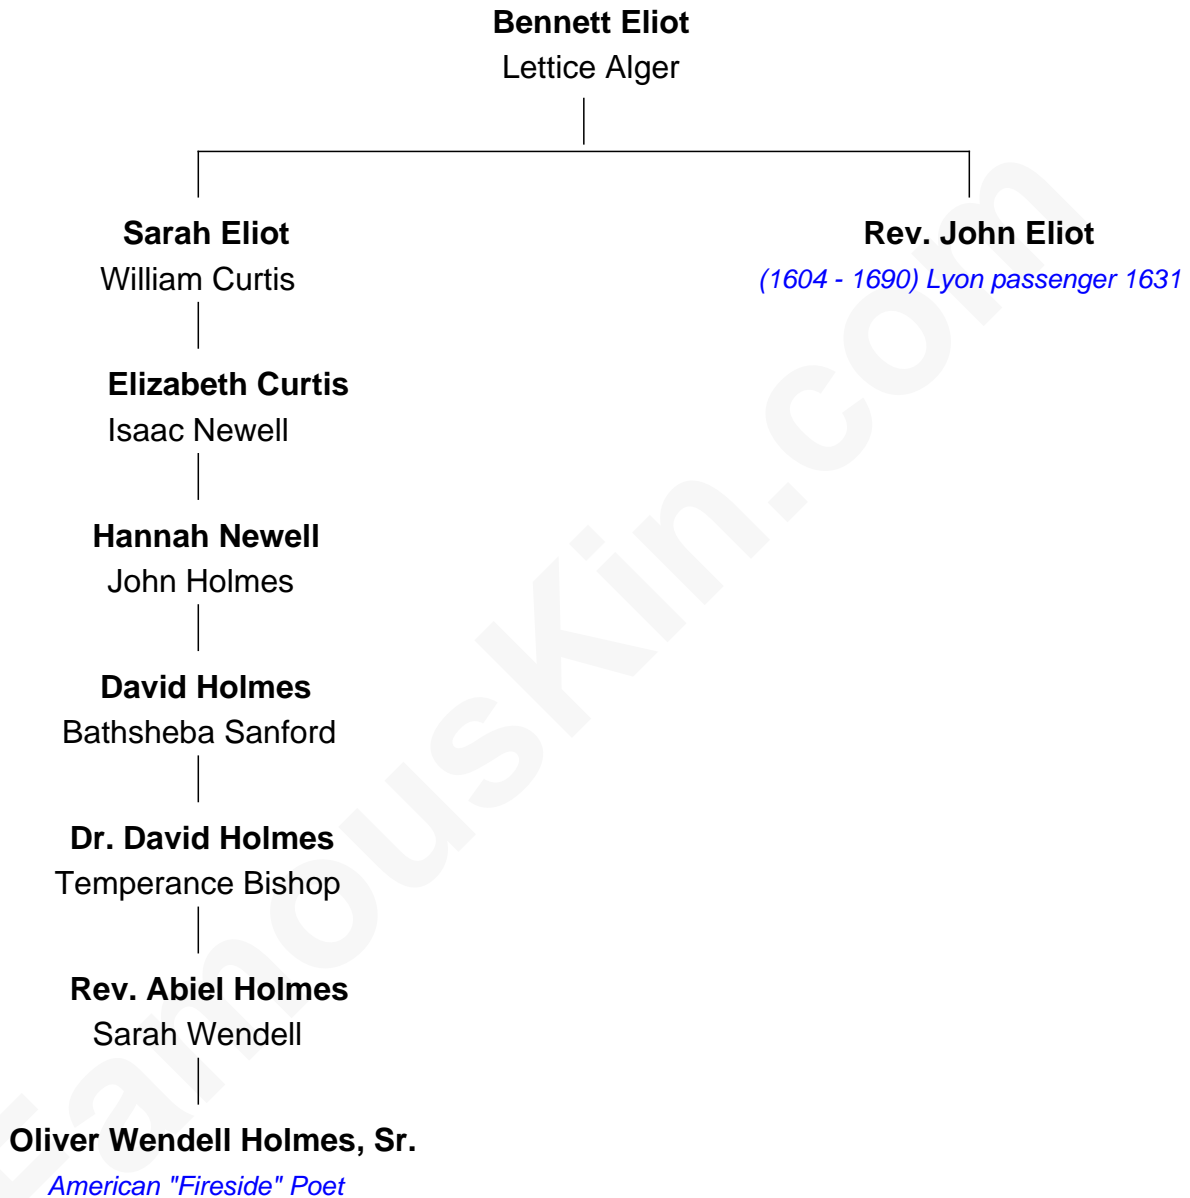 Bennett Eliot
Lettice Alger
Sarah Eliot
William Curtis
Rev. John Eliot
(1604 - 1690) Lyon passenger 1631
Elizabeth Curtis
Isaac Newell
Hannah Newell
John Holmes
David Holmes
Bathsheba Sanford
Dr. David Holmes
Temperance Bishop
Rev. Abiel Holmes
Sarah Wendell
Oliver Wendell Holmes, Sr.
American "Fireside" Poet
FamousKin.com